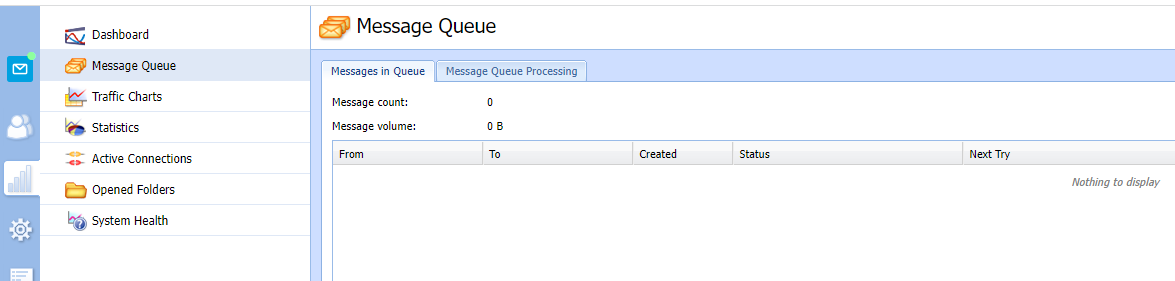 Dashboard
Message Queue
Traffic Charts
Statistics
Active Connections
Opened Folders
System Health
Message Queue
Messages in Queue Message Queue Processing
Message count: 0
Message volume: 0 B
From To Created Status Next Try
Nothing to display